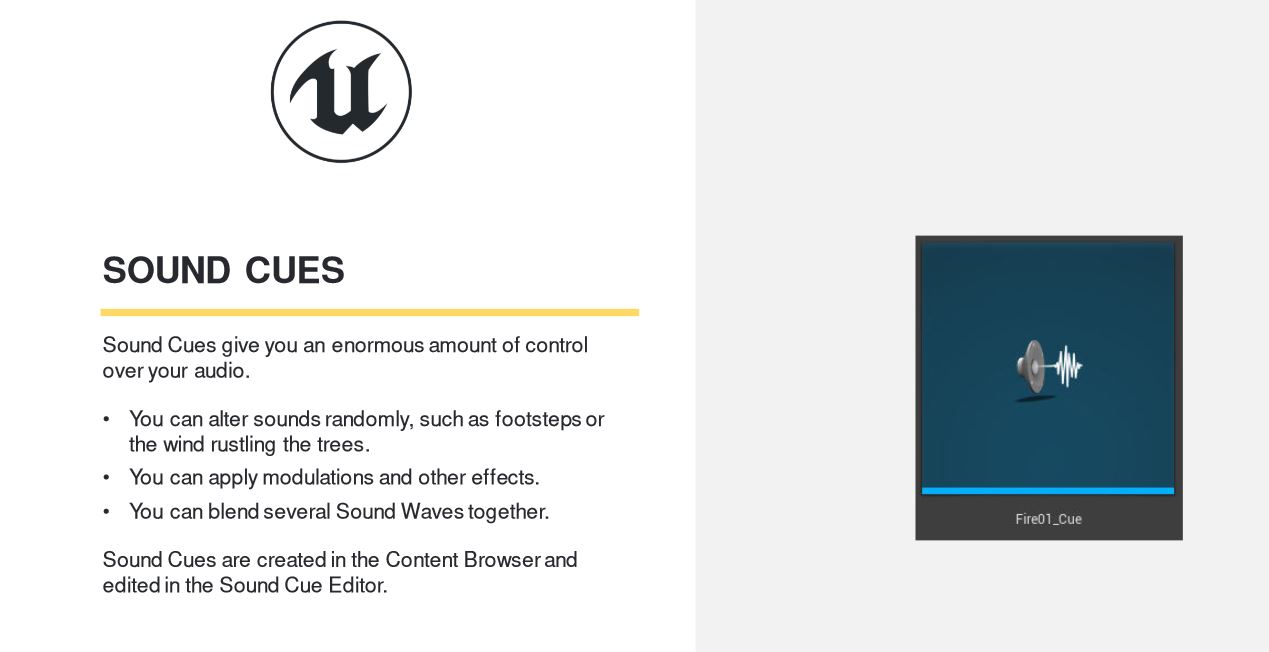 SOUND CUES
Sound Cues give you an enormous amount of control
over your audio.
• You can alter sounds randomly, such as footsteps or
the wind rustling the trees.
• You can apply modulations and other effects.
• You can blend several Sound Waves together.
Sound Cues are created in the Content Browser and
edited in the Sound Cue Editor.
Fire01_Cue